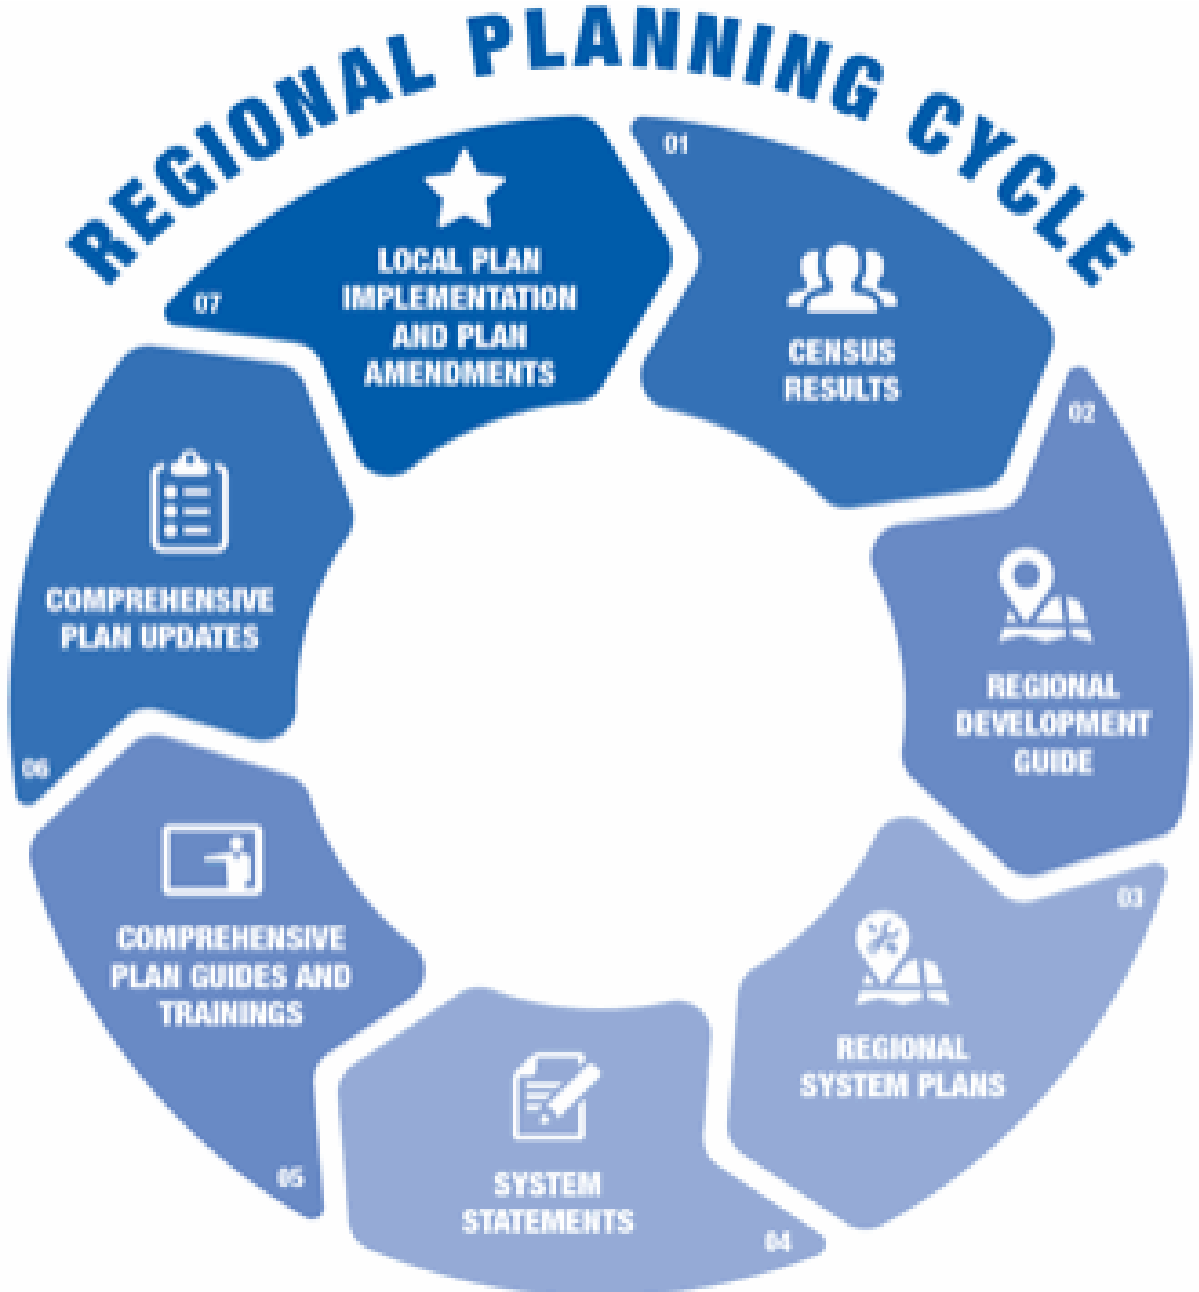 REGIONAL PLANNING CYCLE
01
CENSUS
RESULTS
02
REGIONAL
DEVELOPMENT
GUIDE
03
REGIONAL
SYSTEM PLANS
04
SYSTEM
STATEMENTS
05
COMPREHENSIVE
PLAN GUIDES AND
TRAININGS
06
COMPREHENSIVE
PLAN UPDATES
07
LOCAL PLAN
IMPLEMENTATION
AND PLAN
AMENDMENTS